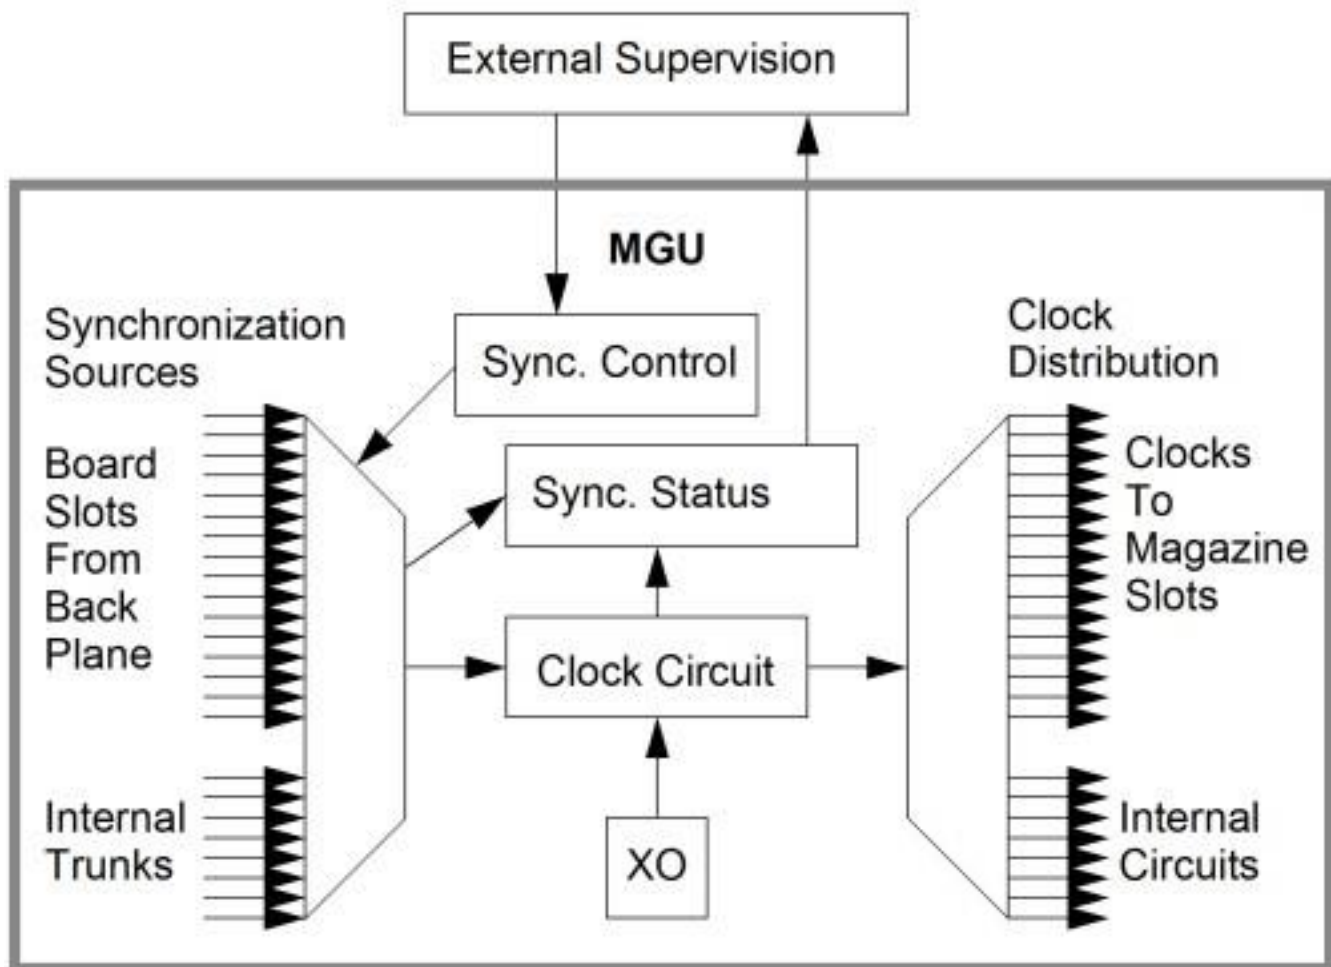 External Supervision
MGU
Synchronization
Sources
Sync. Control
Clock
Distribution
Board
Slots
From
Back
Plane
Sync. Status
Clocks
To
Magazine
Slots
Clock Circuit
Internal
Trunks
XO
Internal
Circuits